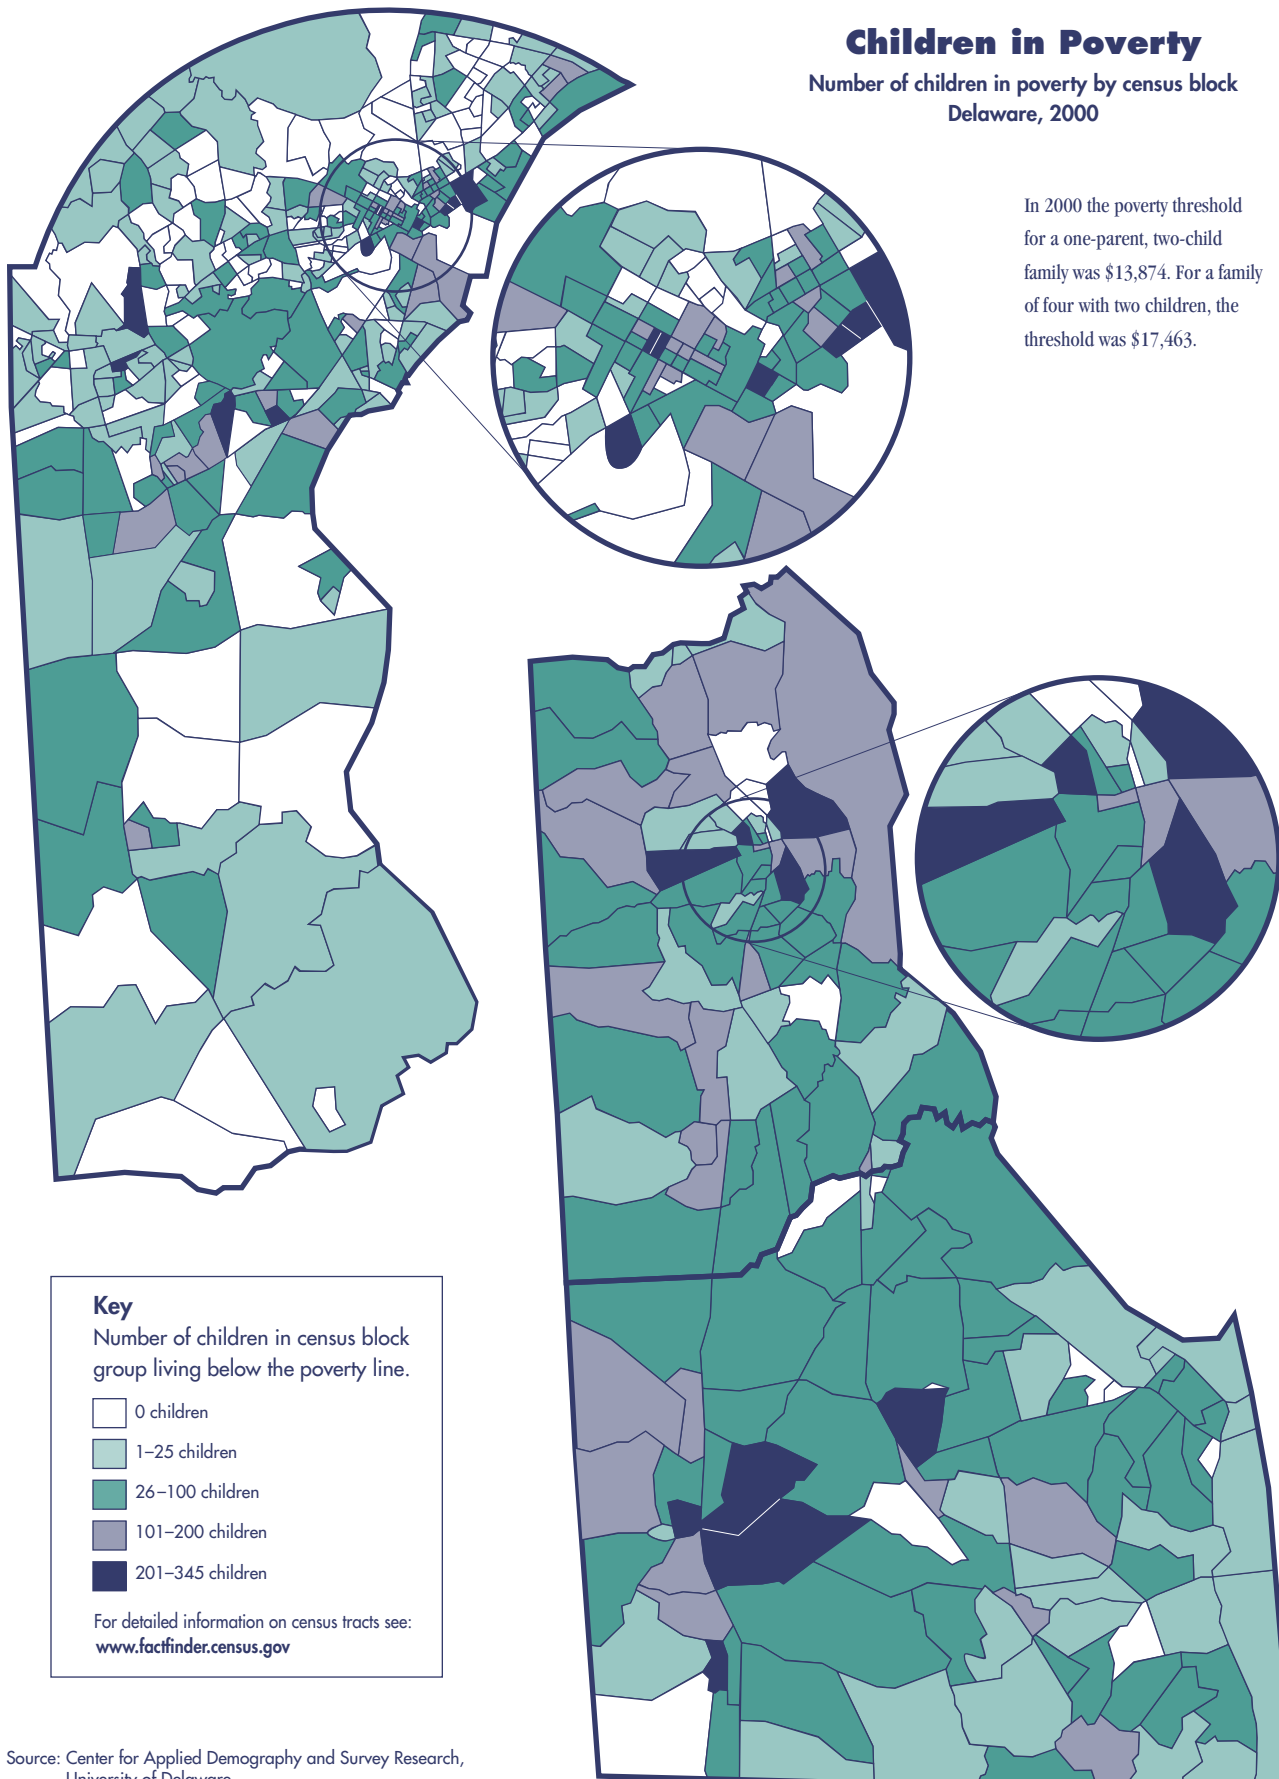 Children in Poverty
Number of children in poverty by census block
Delaware, 2000
In 2000 the poverty threshold
for a one-parent, two-child
family was $13,874. For a family
of four with two children, the
threshold was $17,463.
Key
Number of children in census block
group living below the poverty line.
0 children
1–25 children
26–100 children
101–200 children
201–345 children
For detailed information on census tracts see:
www.factfinder.census.gov
Source: Center for Applied Demography and Survey Research,
University of Delaware